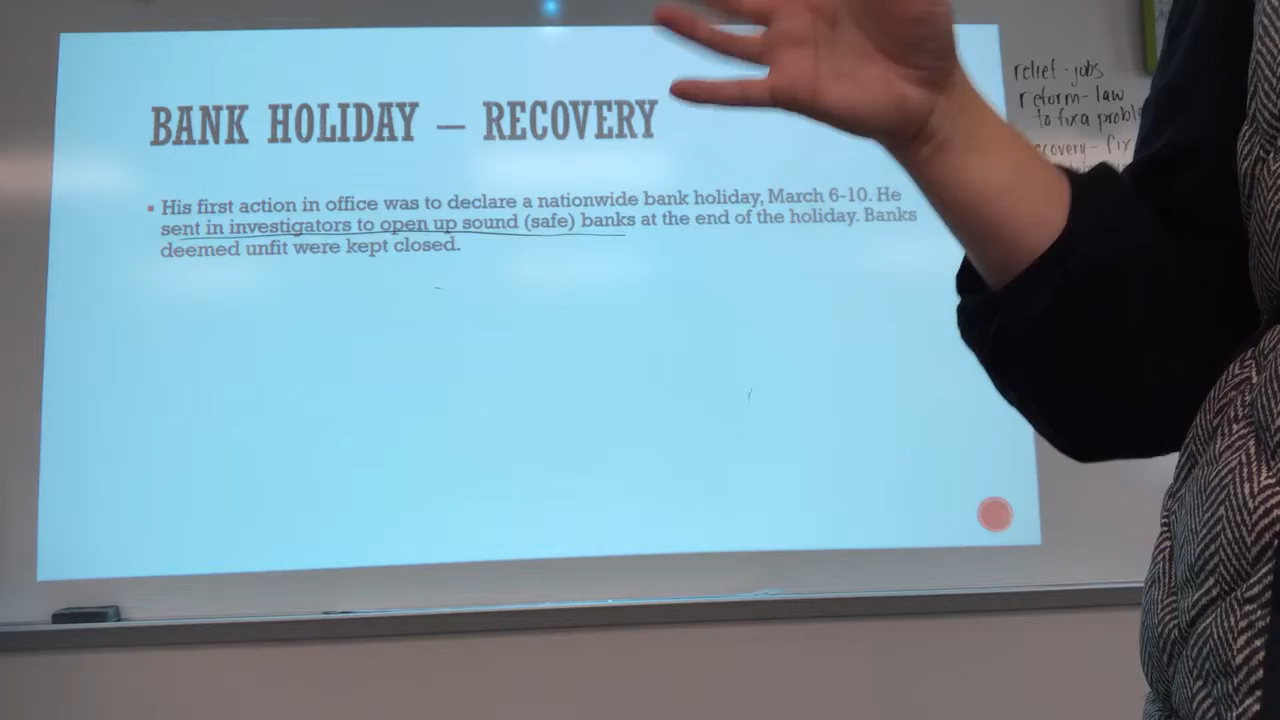 BANK HOLIDAY – RECOVERY
▪ His first action in office was to declare a nationwide bank holiday, March 6-10. He
sent in investigators to open up sound (safe) banks at the end of the holiday. Banks
deemed unfit were kept closed.
relief - jobs
reform - law
to fix a
fix